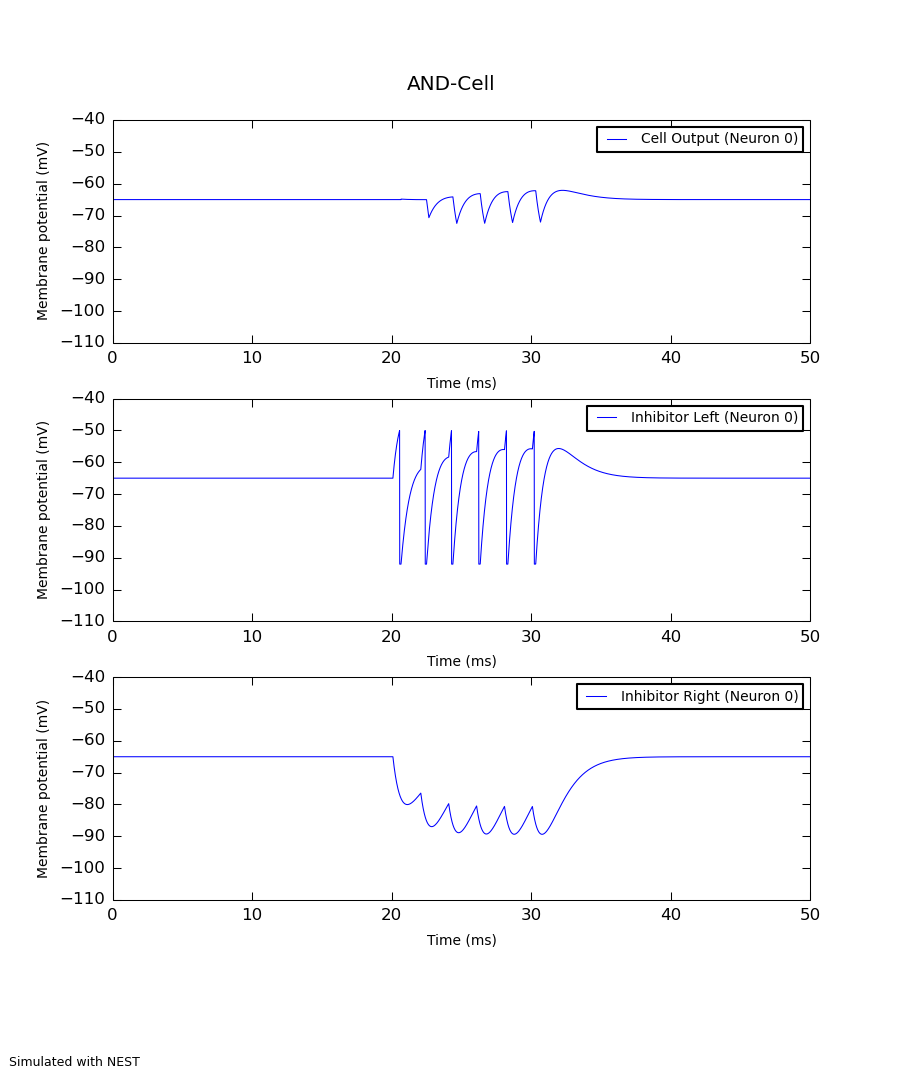 AND-Cell
−40
−50
−60
−70
−80
−90
−100
−110
Membrane potential (mV)
Cell Output (Neuron 0)
0 10 20 30 40 50
Time (ms)
−40
−50
−60
−70
−80
−90
−100
−110
Membrane potential (mV)
Inhibitor Left (Neuron 0)
0 10 20 30 40 50
Time (ms)
−40
−50
−60
−70
−80
−90
−100
−110
Membrane potential (mV)
Inhibitor Right (Neuron 0)
0 10 20 30 40 50
Time (ms)
Simulated with NEST